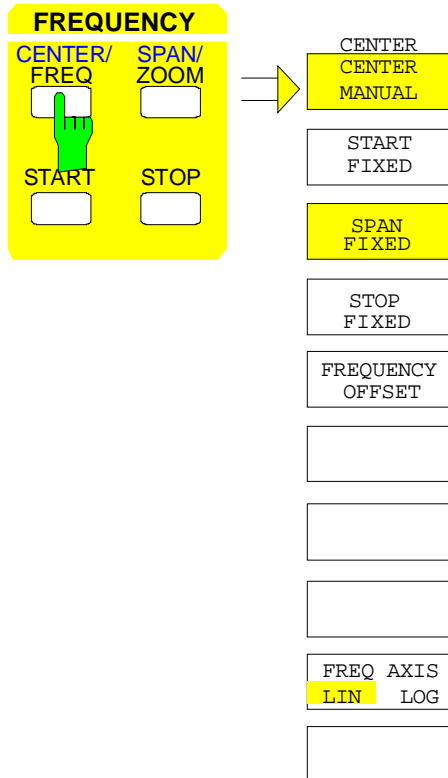 FREQUENCY
CENTER/ SPAN/
FREQ ZOOM
START STOP
CENTER
CENTER
MANUAL
START
FIXED
SPAN
FIXED
STOP
FIXED
FREQUENCY
OFFSET
FREQ AXIS
LIN LOG